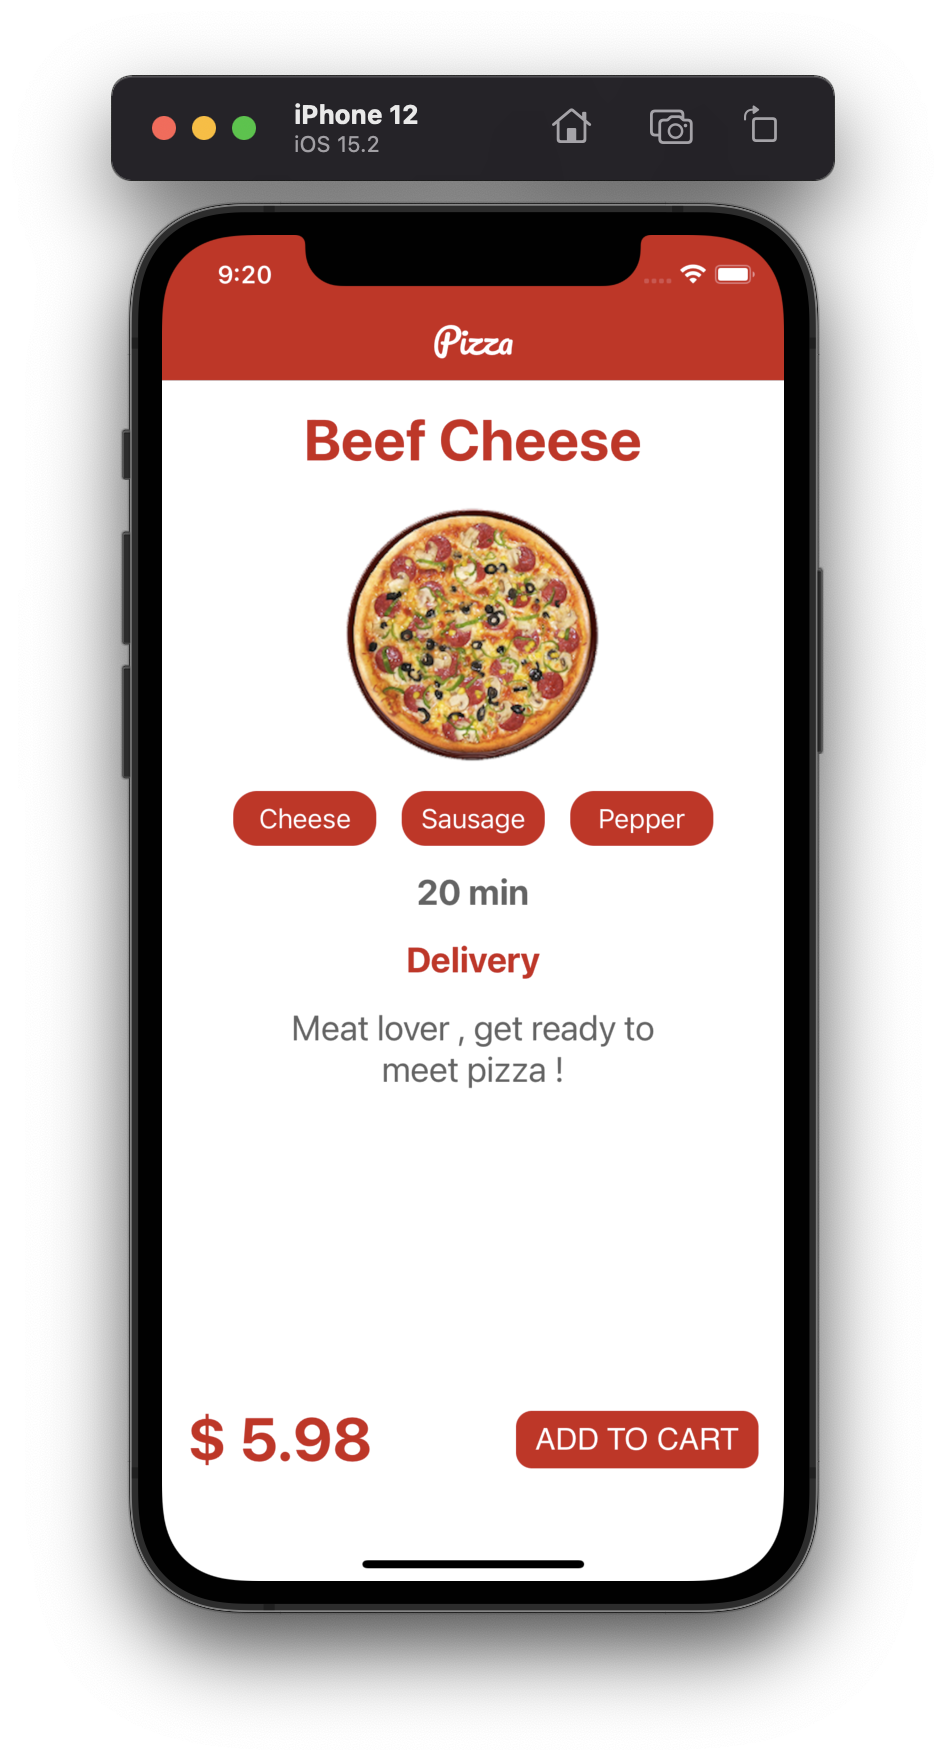 iPhone 12
iOS 15.2
9:20
Pizza
Beef Cheese
Cheese Sausage Pepper
20 min
Delivery
Meat lover , get ready to
meet pizza !
$ 5.98 ADD TO CART